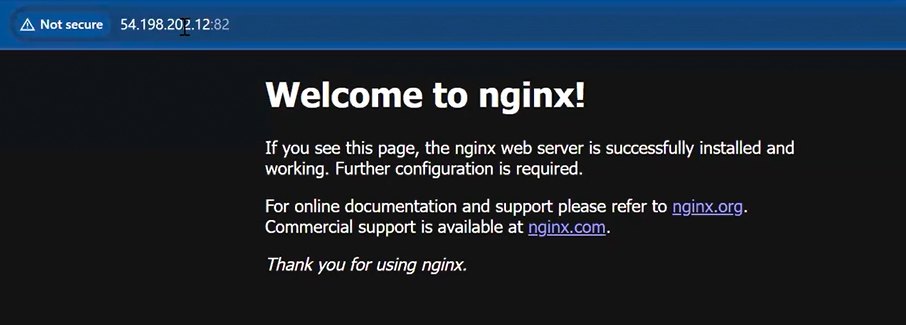 Not secure 54.198.202.12:82
Welcome to nginx!
If you see this page, the nginx web server is successfully installed and
working. Further configuration is required.
For online documentation and support please refer to nginx.org.
Commercial support is available at nginx.com.
Thank you for using nginx.